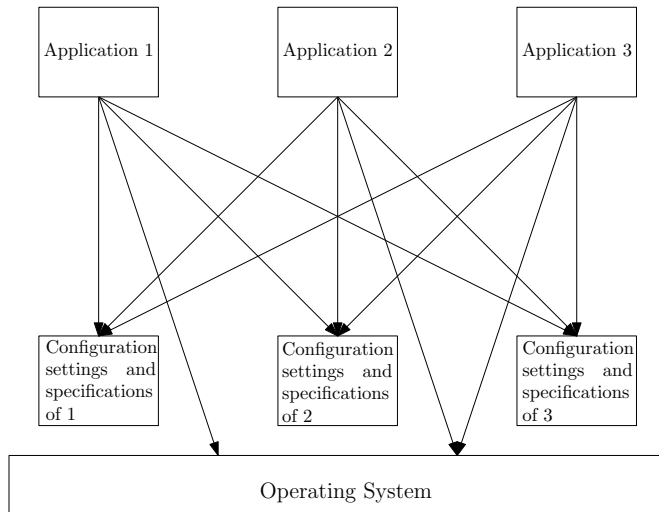 Application 1
Application 2
Application 3
Configuration
settings and
specifications
of 1
Configuration
settings and
specifications
of 2
Configuration
settings and
specifications
of 3
Operating System